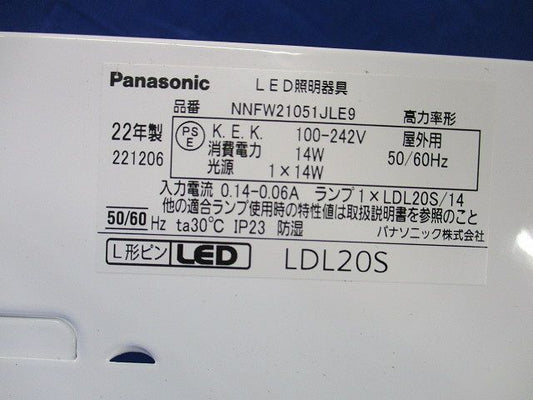 Panasonic LED照明器具
品番 NNFW21051JLE9 高力率形
22年製 PSE K.E.K. 100-242V 屋外用
221206 消費電力 14W 50/60Hz
光源 1×14W
入力電流 0.14-0.06A ランプ1×LDL20S/14
他の適合ランプ使用時の特性値は取扱説明書を参照のこと
50/60 Hz ta30℃ IP23 防湿 パナソニック株式会社
L形ピン LED LDL20S